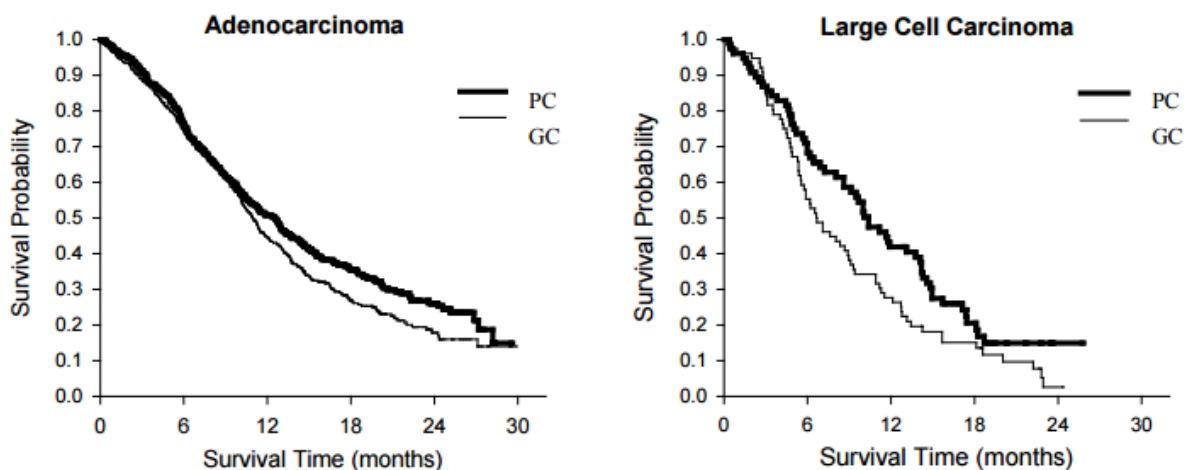 Adenocarcinoma
1.0
0.9
0.8
0.7
0.6
0.5
0.4
0.3
0.2
0.1
0.0
Survival Probability
PC
GC
0 6 12 18 24 30
Survival Time (months)
Large Cell Carcinoma
1.0
0.9
0.8
0.7
0.6
0.5
0.4
0.3
0.2
0.1
0.0
Survival Probability
PC
GC
0 6 12 18 24 30
Survival Time (months)